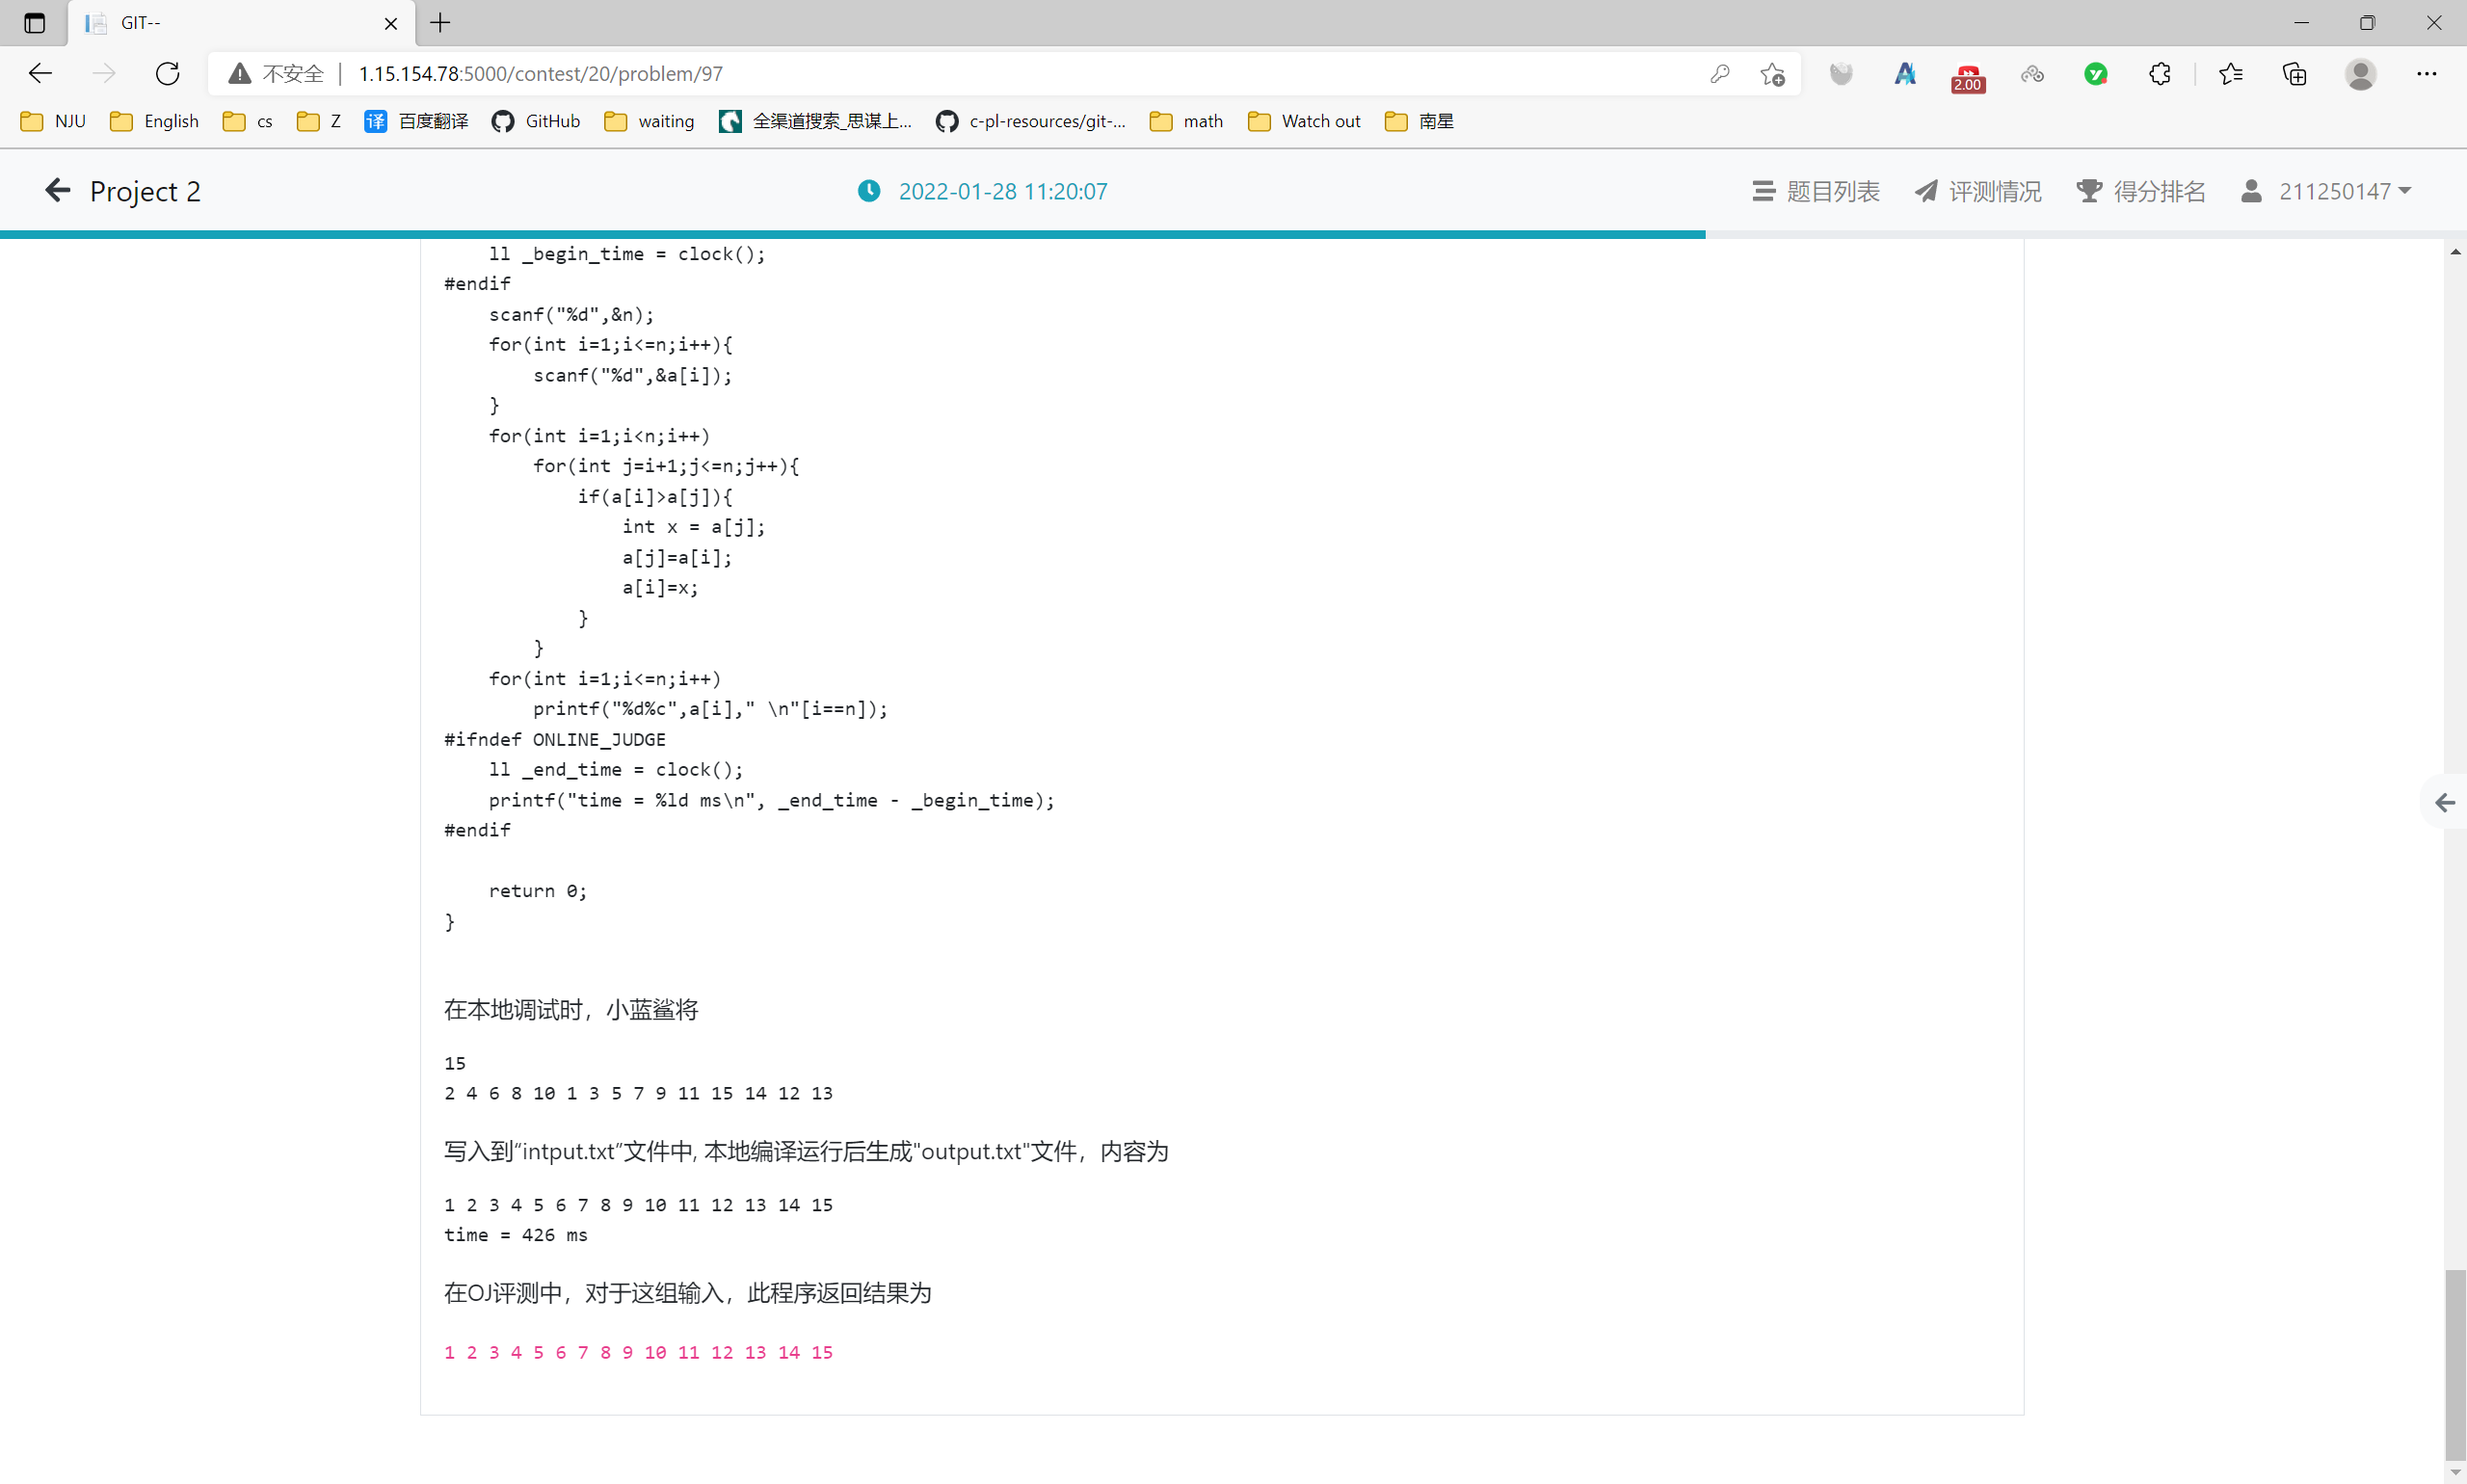 GIT--
不安全 | 1.15.154.78:5000/contest/20/problem/97
2.00
NJU English cs Z 译 百度翻译 GitHub waiting 全渠道搜索_思谋上... c-pl-resources/git-... math Watch out 南星
Project 2 2022-01-28 11:20:07 题目列表 评测情况 得分排名 211250147
    ll _begin_time = clock();
#endif
    scanf("%d",&n);
    for(int i=1;i<=n;i++){
        scanf("%d",&a[i]);
    }
    for(int i=1;i<n;i++)
        for(int j=i+1;j<=n;j++){
            if(a[i]>a[j]){
                int x = a[j];
                a[j]=a[i];
                a[i]=x;
            }
        }
    for(int i=1;i<=n;i++)
        printf("%d%c",a[i]," \n"[i==n]);
#ifndef ONLINE_JUDGE
    ll _end_time = clock();
    printf("time = %ld ms\n", _end_time - _begin_time);
#endif
    return 0;
}
在本地调试时，小蓝鲨将
15
2 4 6 8 10 1 3 5 7 9 11 15 14 12 13
写入到“intput.txt”文件中, 本地编译运行后生成"output.txt"文件，内容为
1 2 3 4 5 6 7 8 9 10 11 12 13 14 15
time = 426 ms
在OJ评测中，对于这组输入，此程序返回结果为
1 2 3 4 5 6 7 8 9 10 11 12 13 14 15